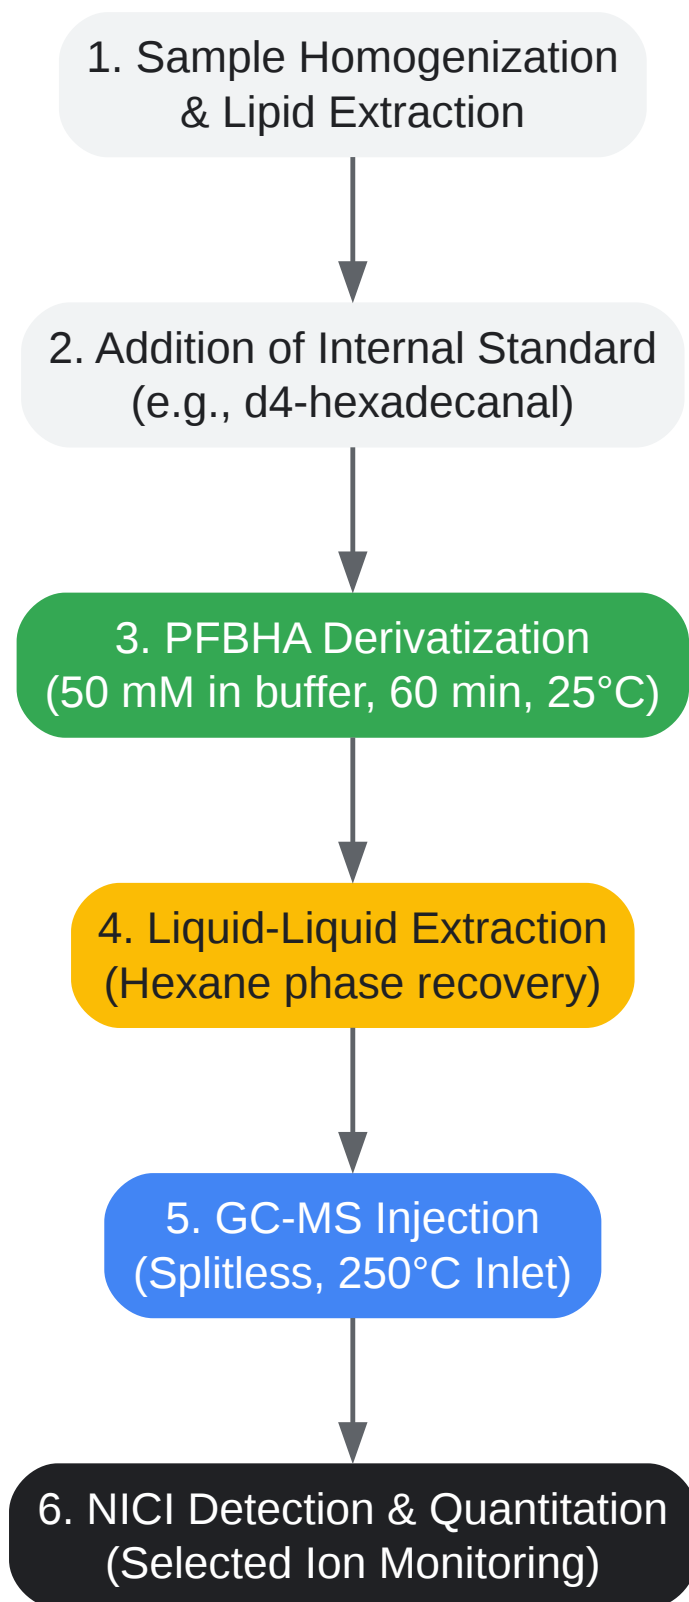 1. Sample Homogenization
& Lipid Extraction
2. Addition of Internal Standard
(e.g., d4-hexadecanal)
3. PFBHA Derivatization
(50 mM in buffer, 60 min, 25°C)
4. Liquid-Liquid Extraction
(Hexane phase recovery)
5. GC-MS Injection
(Splitless, 250°C Inlet)
6. NICI Detection & Quantitation
(Selected Ion Monitoring)